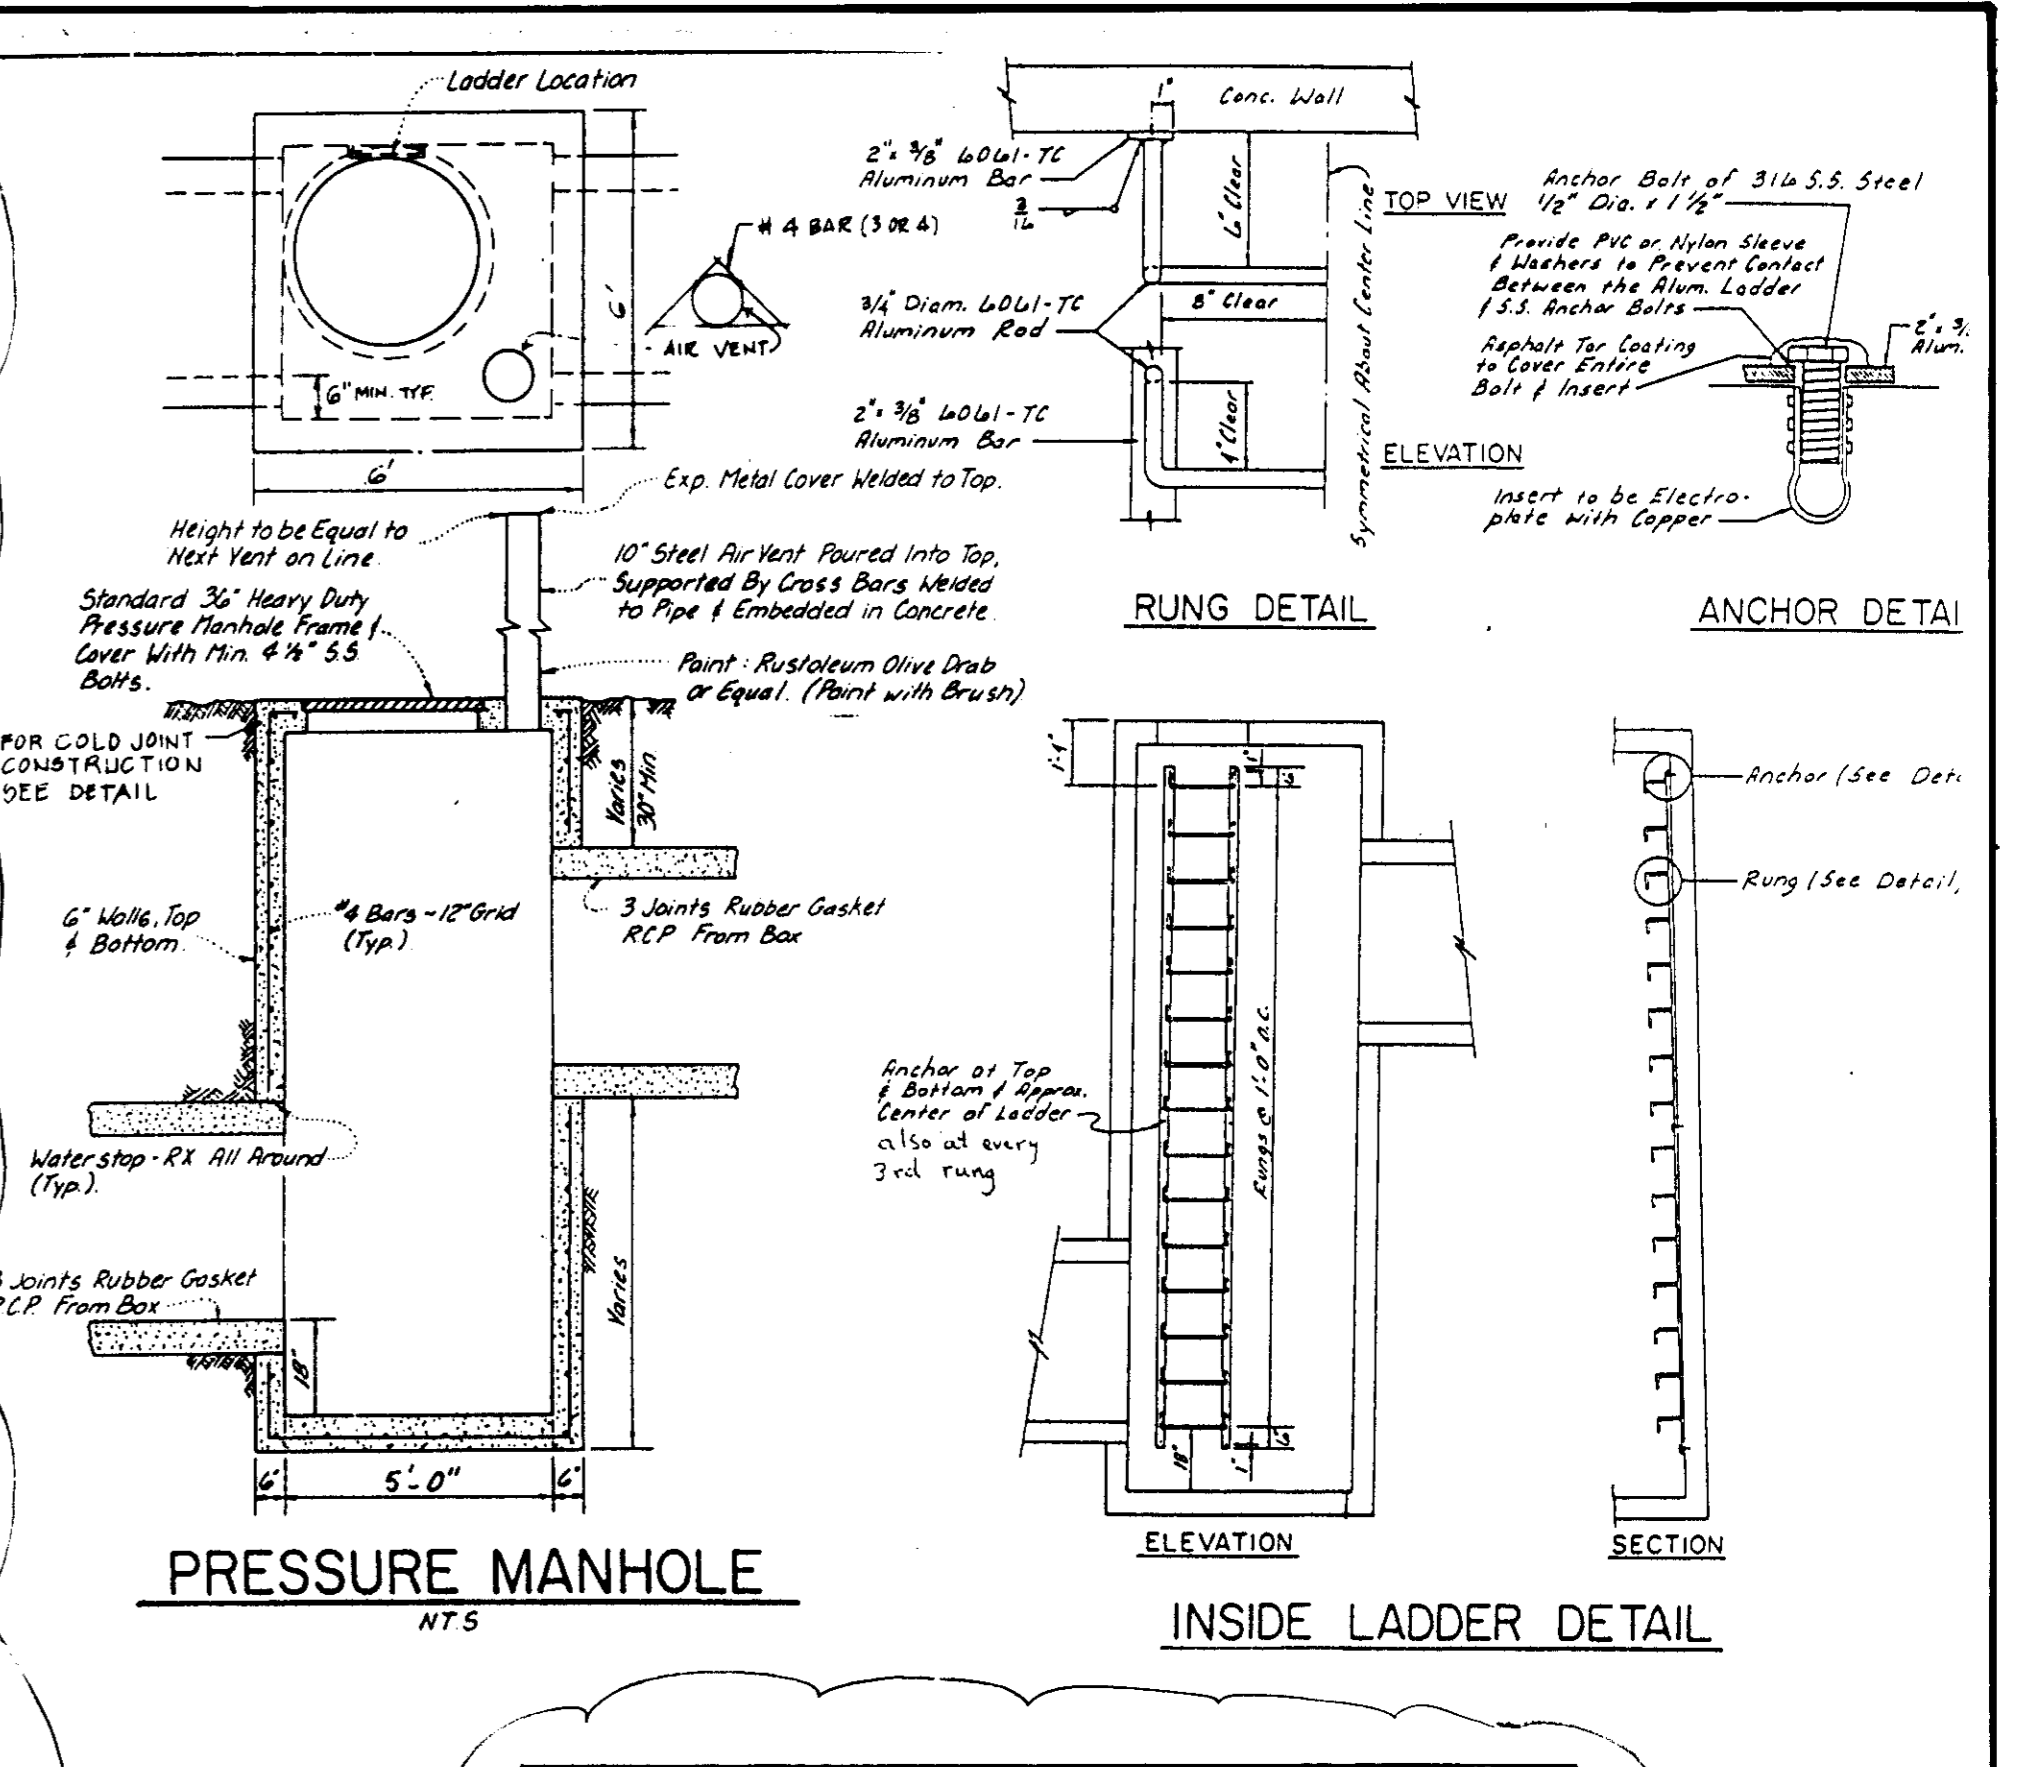 Ladder Location
6'
6" MIN. TYP.
6'
# 4 BAR (3 OR 4)
AIR VENT
Exp. Metal Cover Welded to Top.
Height to be Equal to
Next Vent on Line.
10" Steel Air Vent Poured Into Top,
Supported By Cross Bars Welded
to Pipe & Embedded in Concrete.
Standard 36" Heavy Duty
Pressure Manhole Frame &
Cover With Min. 4 ½" S.S.
Bolts.
Paint: Rustoleum Olive Drab
or Equal. (Paint with Brush)
FOR COLD JOINT
CONSTRUCTION
SEE DETAIL
Varies
30" Min
6" Walls, Top
& Bottom.
#4 Bars - 12" Grid
(Typ.)
3 Joints Rubber Gasket
RCP From Box
Waterstop - RX All Around
(Typ.)
Joints Rubber Gasket
From Box
18"
Varies
6"
5'-0"
6"
PRESSURE MANHOLE
N.T.S
Conc. Wall
1"
2" x 3/8" 6061-TC
Aluminum Bar
3
16
6" Clear
3/4" Diam. 6061-TC
Aluminum Rod
8" Clear
2" x 3/8" 6061-TC
Aluminum Bar
4" Clear
Symmetrical About Center Line
TOP VIEW
ELEVATION
RUNG DETAIL
Anchor Bolt of 316 S.S. Steel
1/2" Dia. x 1 1/2"
Provide PVC or Nylon Sleeve
& Washers to Prevent Contact
Between the Alum. Ladder
& S.S. Anchor Bolts
2" x 3/
Alum.
Asphalt Tar Coating
to Cover Entire
Bolt & Insert
Insert to be Electro-
plate with Copper
ANCHOR DETAI
1'-4"
1"
Anchor at Top
& Bottom & Approx.
Center of Ladder
also at every
3rd rung
Rungs @ 1'-0" O.C.
18"
1"
6"
ELEVATION
Anchor (See Det
Rung (See Detail,
SECTION
INSIDE LADDER DETAIL